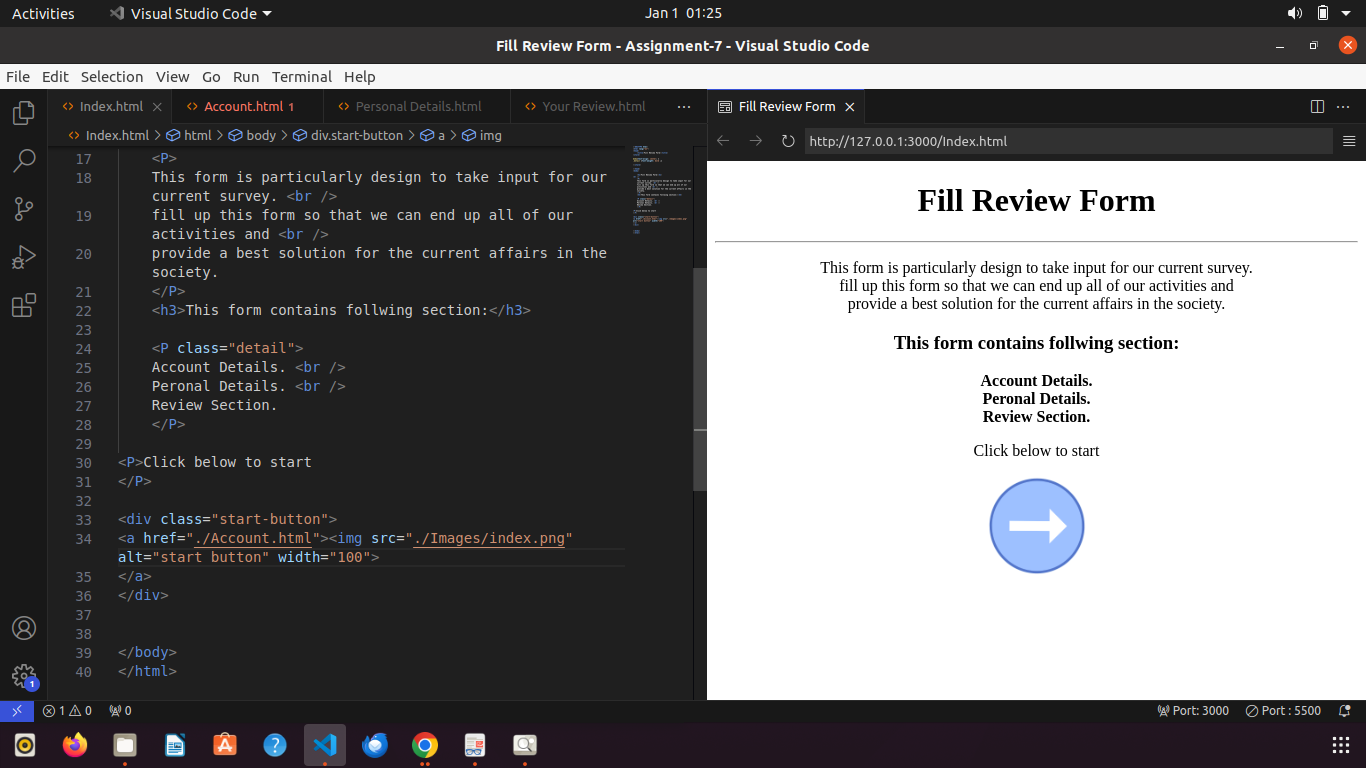 Activities Visual Studio Code Jan 1 01:25
Fill Review Form - Assignment-7 - Visual Studio Code
File Edit Selection View Go Run Terminal Help
Index.html Account.html 1 Personal Details.html Your Review.html ···
Index.html > html > body > div.start-button > a > img
17 <P>
18 This form is particularly design to take input for our
current survey. <br />
19 fill up this form so that we can end up all of our
activities and <br />
20 provide a best solution for the current affairs in the
society.
21 </P>
22 <h3>This form contains follwing section:</h3>
23
24 <P class="detail">
25 Account Details. <br />
26 Peronal Details. <br />
27 Review Section.
28 </P>
29
30 <P>Click below to start
31 </P>
32
33 <div class="start-button">
34 <a href="./Account.html"><img src="./Images/index.png"
alt="start button" width="100">
35 </a>
36 </div>
37
38
39 </body>
40 </html>
Fill Review Form
http://127.0.0.1:3000/Index.html
Fill Review Form
This form is particularly design to take input for our current survey.
fill up this form so that we can end up all of our activities and
provide a best solution for the current affairs in the society.
This form contains follwing section:
Account Details.
Peronal Details.
Review Section.
Click below to start
1
1 0 0 Port: 3000 Port : 5500